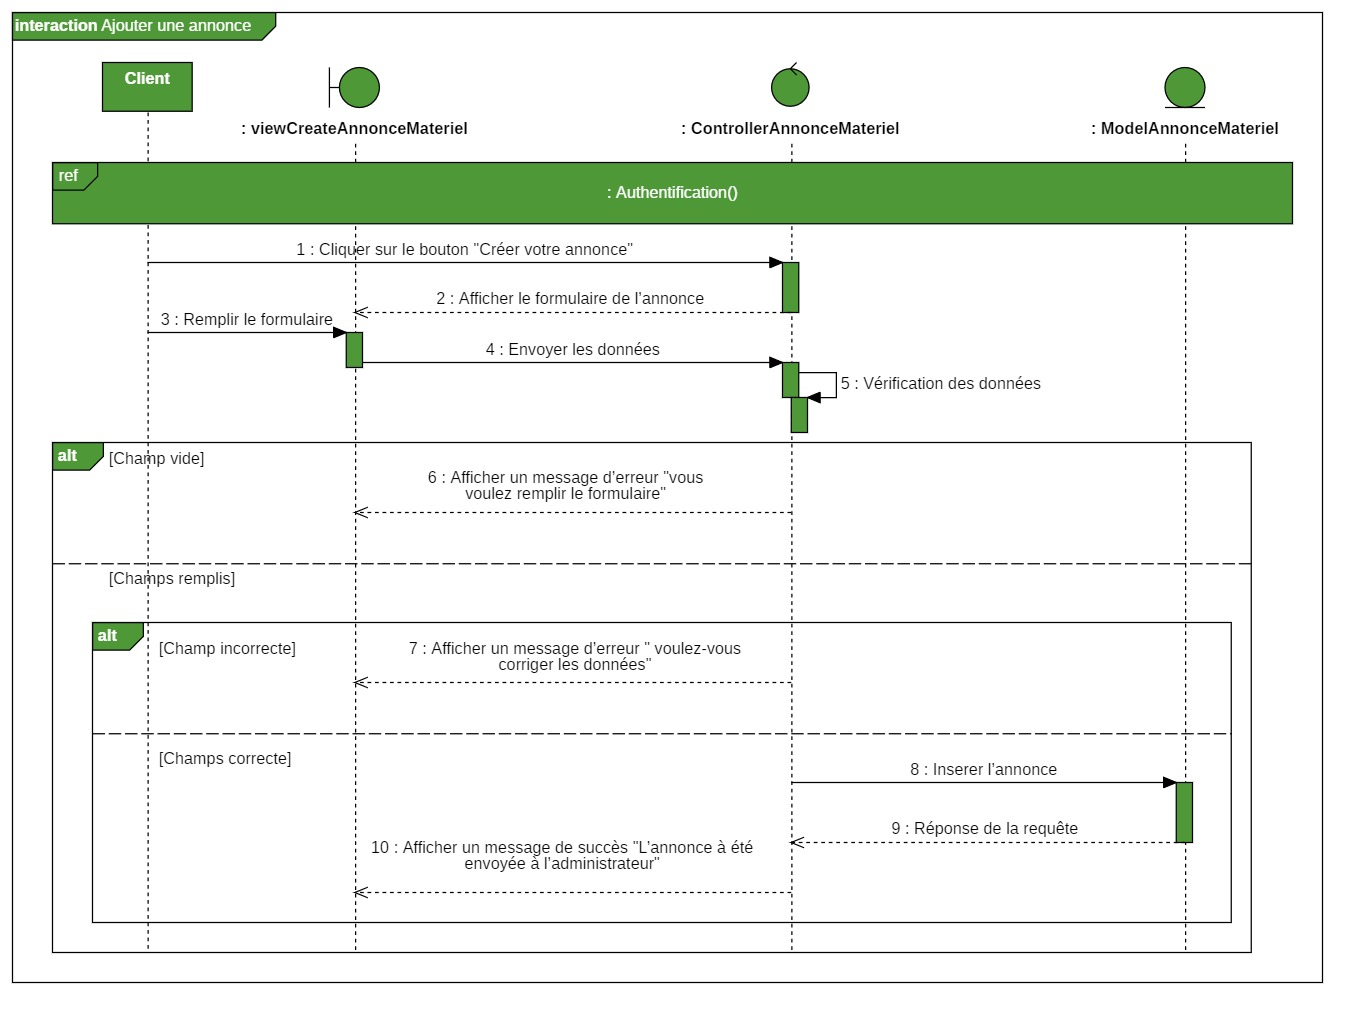 interaction Ajouter une annonce
Client
: viewCreateAnnonceMateriel
: ControllerAnnonceMateriel
: ModelAnnonceMateriel
ref
: Authentification()
1 : Cliquer sur le bouton "Créer votre annonce"
2 : Afficher le formulaire de l'annonce
3 : Remplir le formulaire
4 : Envoyer les données
5 : Vérification des données
alt
[Champ vide]
6 : Afficher un message d'erreur "vous
voulez remplir le formulaire"
[Champs remplis]
alt
[Champ incorrecte]
7 : Afficher un message d'erreur " voulez-vous
corriger les données"
[Champs correcte]
8 : Inserer l'annonce
9 : Réponse de la requête
10 : Afficher un message de succès "L'annonce à été
envoyée à l'administrateur"